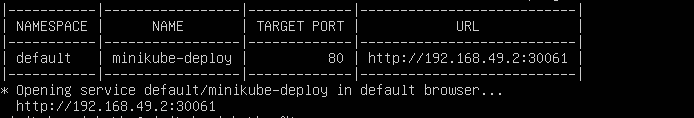 |-----------|-----------------|-------------|---------------------------|
| NAMESPACE | NAME | TARGET PORT | URL |
|-----------|-----------------|-------------|---------------------------|
| default | minikube-deploy | 80 | http://192.168.49.2:30061 |
|-----------|-----------------|-------------|---------------------------|
* Opening service default/minikube-deploy in default browser...
http://192.168.49.2:30061